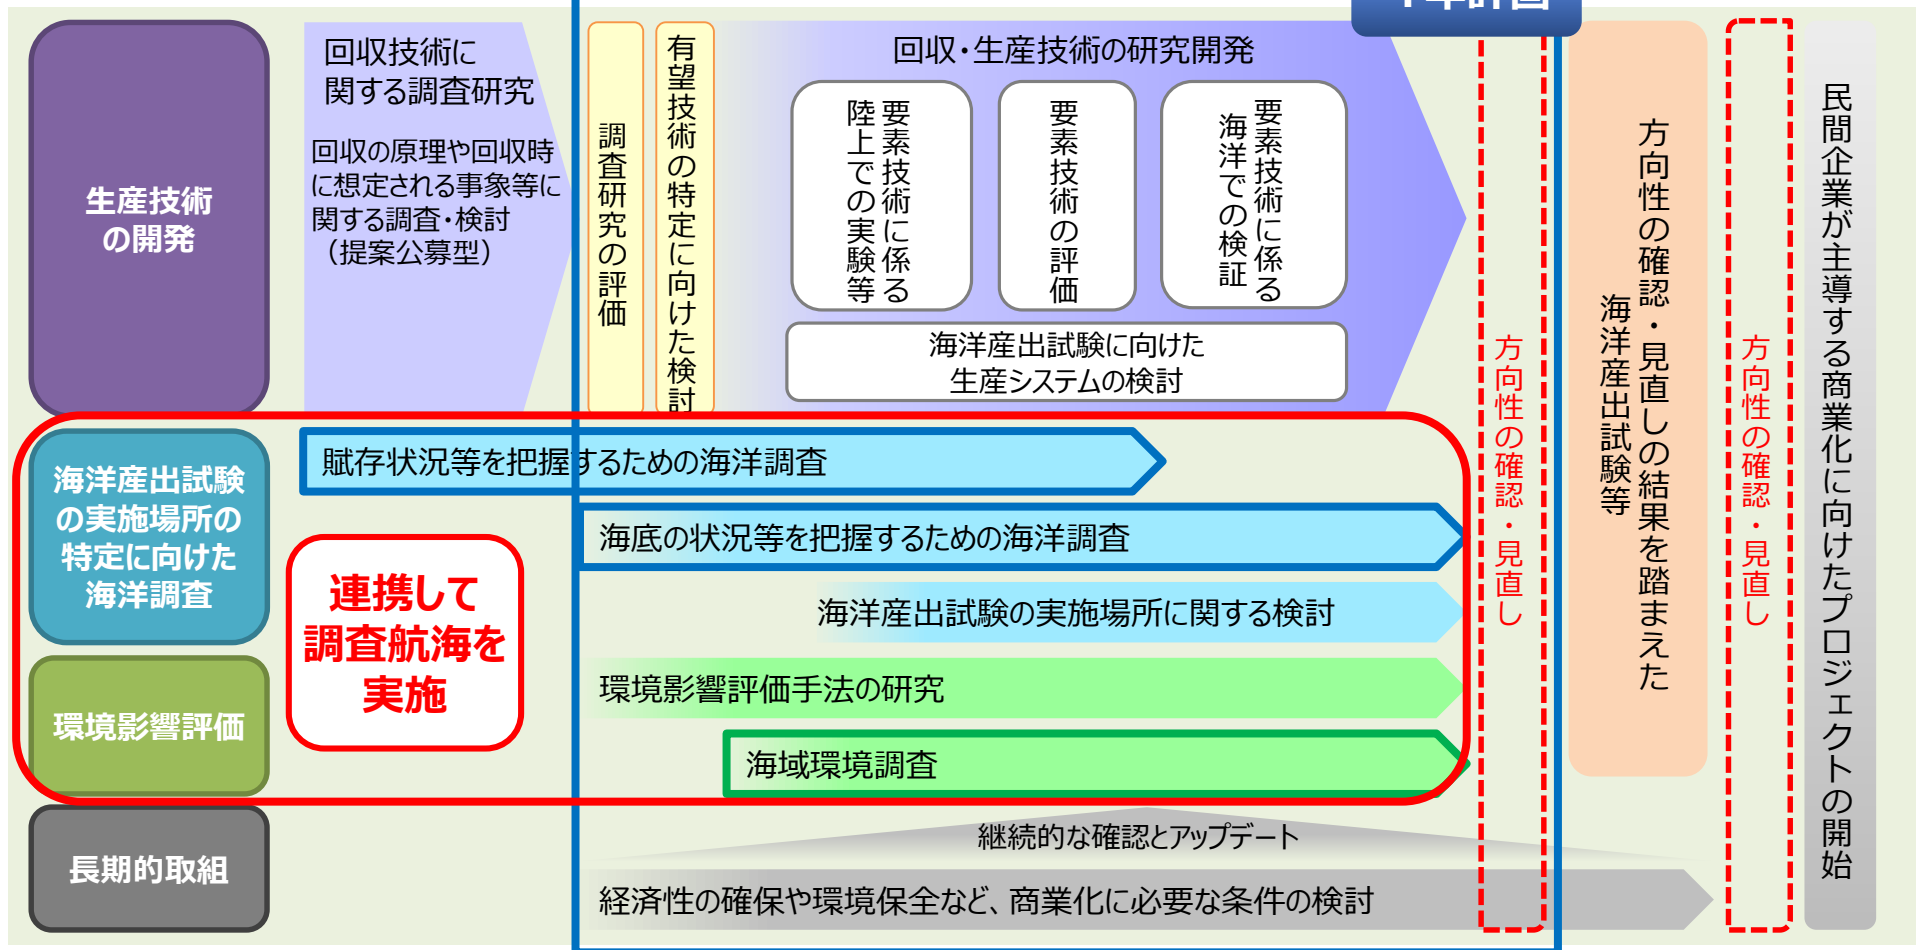 生産技術
の開発
回収技術に
関する調査研究
回収の原理や回収時
に想定される事象等に
関する調査・検討
（提案公募型）
調査研究の評価
有望技術の特定に向けた検討
回収・生産技術の研究開発
要素技術に係る
陸上での実験等
要素技術の評価
要素技術に係る
海洋での検証
海洋産出試験に向けた
生産システムの検討
方向性の確認・見直し
方向性の確認・見直しの結果を踏まえた
海洋産出試験等
方向性の確認・見直し
民間企業が主導する商業化に向けたプロジェクトの開始
海洋産出試験
の実施場所の
特定に向けた
海洋調査
賦存状況等を把握するための海洋調査
海底の状況等を把握するための海洋調査
海洋産出試験の実施場所に関する検討
連携して
調査航海を
実施
環境影響評価
環境影響評価手法の研究
海域環境調査
長期的取組
継続的な確認とアップデート
経済性の確保や環境保全など、商業化に必要な条件の検討